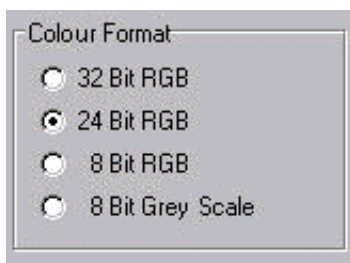 Colour Format
32 Bit RGB
24 Bit RGB
8 Bit RGB
8 Bit Grey Scale